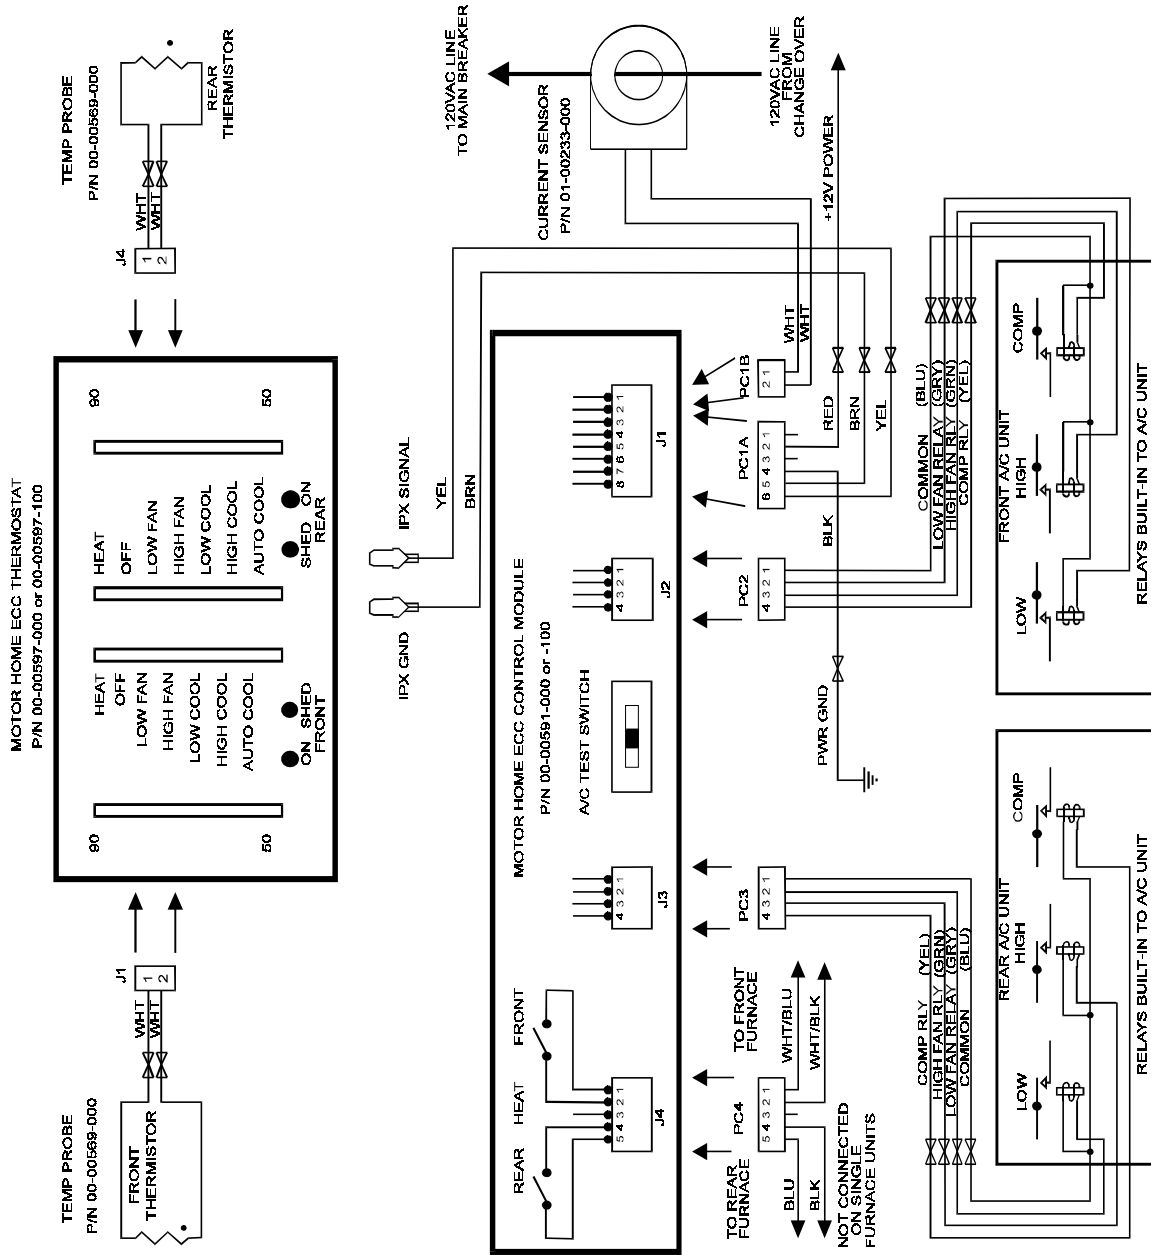 MOTOR HOME ECC THERMOSTAT
P/N 00-00597-000 or 00-00597-100
TEMP PROBE
P/N 00-00569-000
FRONT
THERMISTOR
WHT
WHT
J1
1
2
90
50
HEAT
OFF
LOW FAN
HIGH FAN
LOW COOL
HIGH COOL
AUTO COOL
ON SHED
FRONT
HEAT
OFF
LOW FAN
HIGH FAN
LOW COOL
HIGH COOL
AUTO COOL
SHED ON
REAR
90
50
J4
1
2
WHT
WHT
TEMP PROBE
P/N 00-00569-000
REAR
THERMISTOR
IPX GND
IPX SIGNAL
YEL
BRN
120VAC LINE
TO MAIN BREAKER
CURRENT SENSOR
P/N 01-00233-000
120VAC LINE
FROM
CHANGE OVER
+12V POWER
MOTOR HOME ECC CONTROL MODULE
P/N 00-00591-000 or -100
A/C TEST SWITCH
REAR
HEAT
FRONT
5 4 3 2 1
J4
4 3 2 1
J3
4 3 2 1
J2
8 7 6 5 4 3 2 1
J1
TO REAR
FURNACE
PC4
5 4 3 2 1
TO FRONT
FURNACE
BLU
BLK
WHT/BLU
WHT/BLK
NOT CONNECTED
ON SINGLE
FURNACE UNITS
PC3
4 3 2 1
PWR GND
PC2
4 3 2 1
BLK
PC1A
6 5 4 3 2 1
PC1B
2 1
WHT
WHT
RED
BRN
YEL
COMP RLY (YEL)
HIGH FAN RLY (GRN)
LOW FAN RELAY (GRY)
COMMON (BLU)
COMMON (BLU)
LOW FAN RELAY (GRY)
HIGH FAN RLY (GRN)
COMP RLY (YEL)
REAR A/C UNIT
LOW
HIGH
COMP
RELAYS BUILT-IN TO A/C UNIT
FRONT A/C UNIT
LOW
HIGH
COMP
RELAYS BUILT-IN TO A/C UNIT